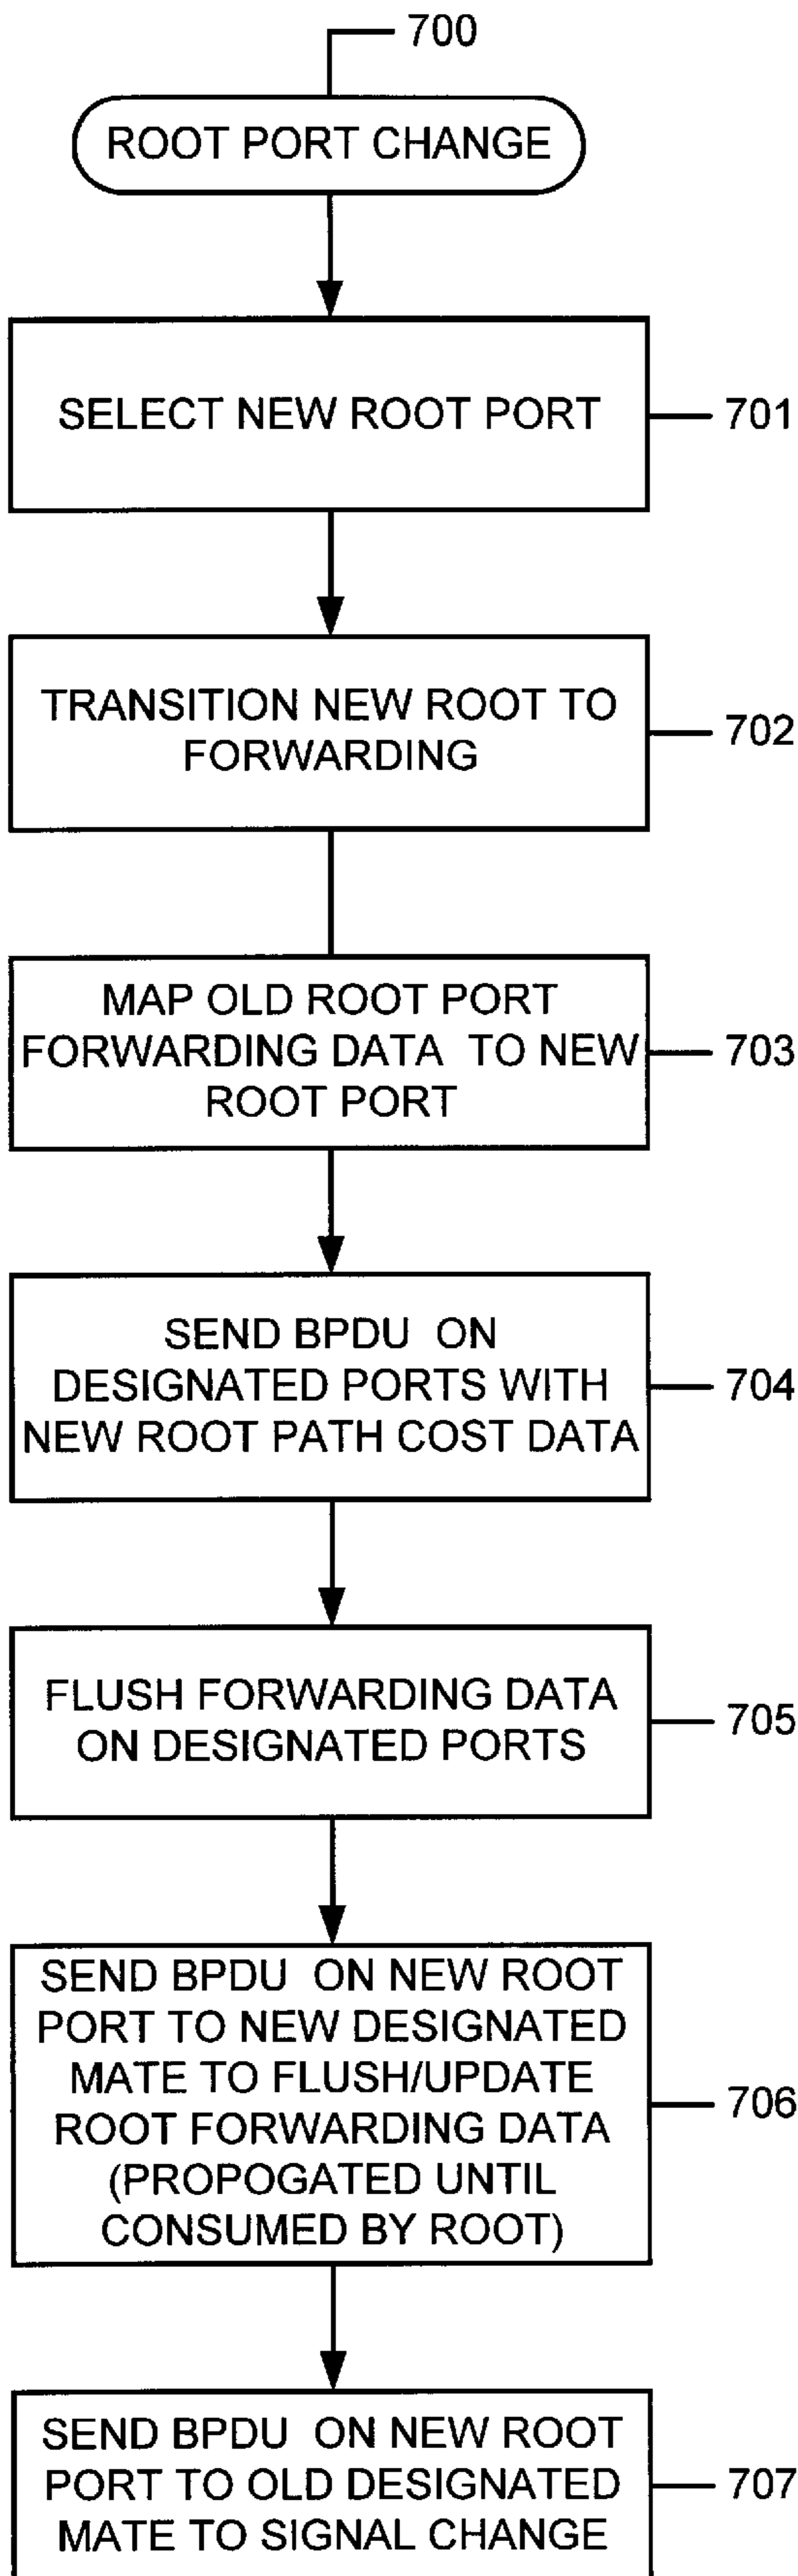 700
ROOT PORT CHANGE
SELECT NEW ROOT PORT
701
TRANSITION NEW ROOT TO
FORWARDING
702
MAP OLD ROOT PORT
FORWARDING DATA TO NEW
ROOT PORT
703
SEND BPDU ON
DESIGNATED PORTS WITH
NEW ROOT PATH COST DATA
704
FLUSH FORWARDING DATA
ON DESIGNATED PORTS
705
SEND BPDU ON NEW ROOT
PORT TO NEW DESIGNATED
MATE TO FLUSH/UPDATE
ROOT FORWARDING DATA
(PROPOGATED UNTIL
CONSUMED BY ROOT)
706
SEND BPDU ON NEW ROOT
PORT TO OLD DESIGNATED
MATE TO SIGNAL CHANGE
707